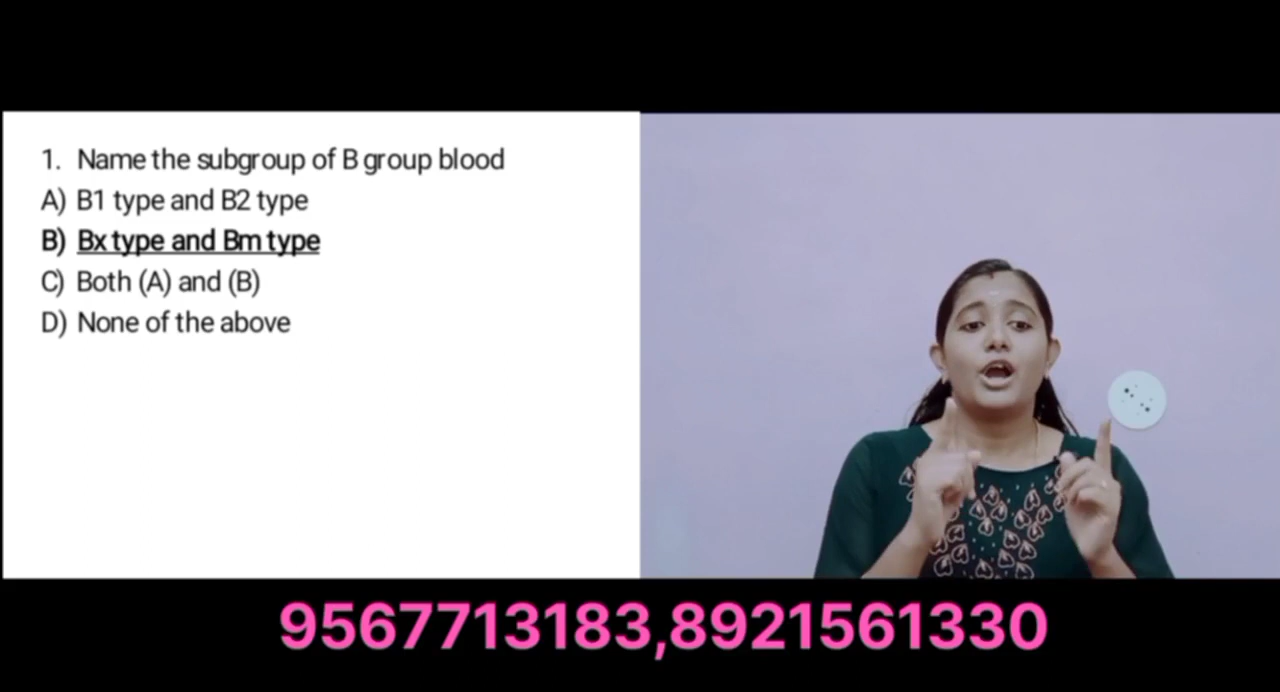 1. Name the subgroup of B group blood
A) B1 type and B2 type
B) Bx type and Bm type
C) Both (A) and (B)
D) None of the above
9567713183,8921561330